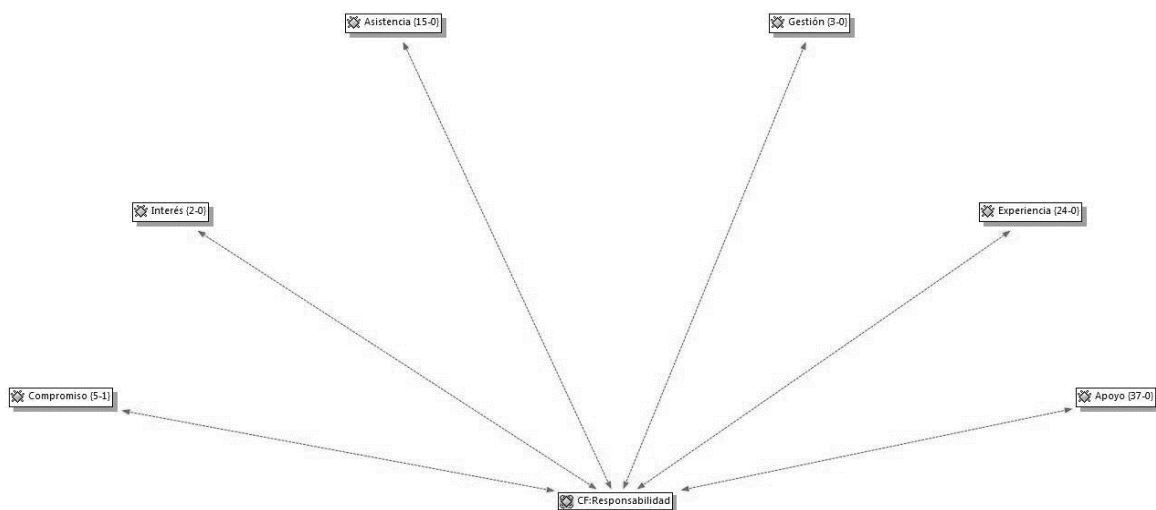 Asistencia {15-0}
Gestión {3-0}
Interés {2-0}
Experiencia {24-0}
Compromiso {5-1}
Apoyo {37-0}
CF:Responsabilidad